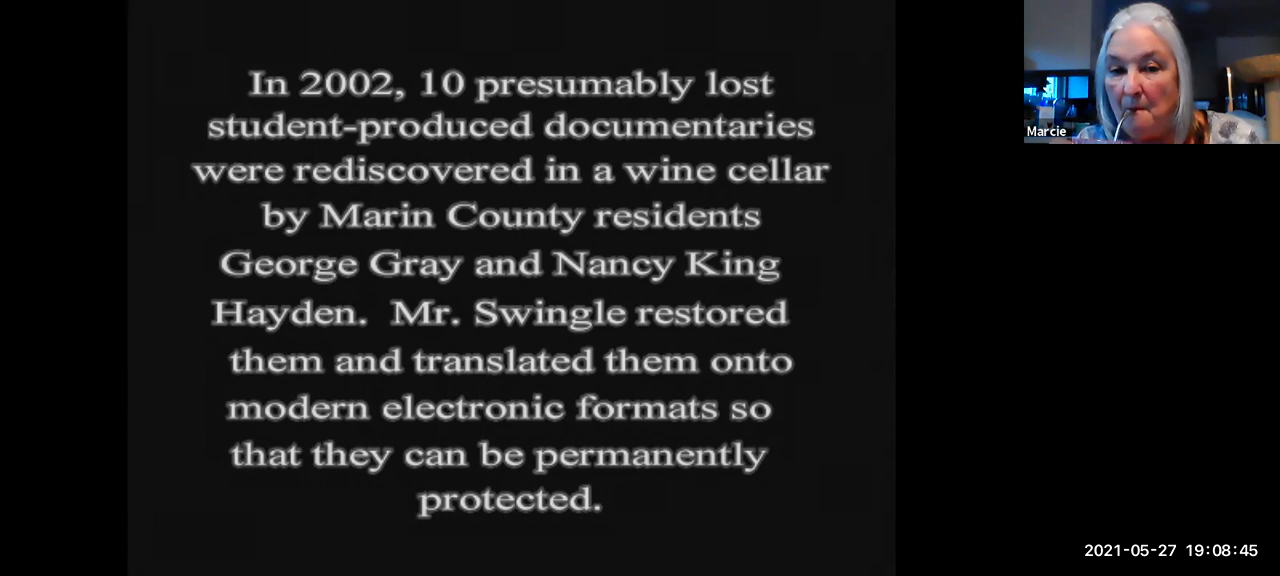 In 2002, 10 presumably lost
student-produced documentaries
were rediscovered in a wine cellar
by Marin County residents
George Gray and Nancy King
Hayden.  Mr. Swingle restored
them and translated them onto
modern electronic formats so
that they can be permanently
protected.
Marcie
2021-05-27 19:08:45